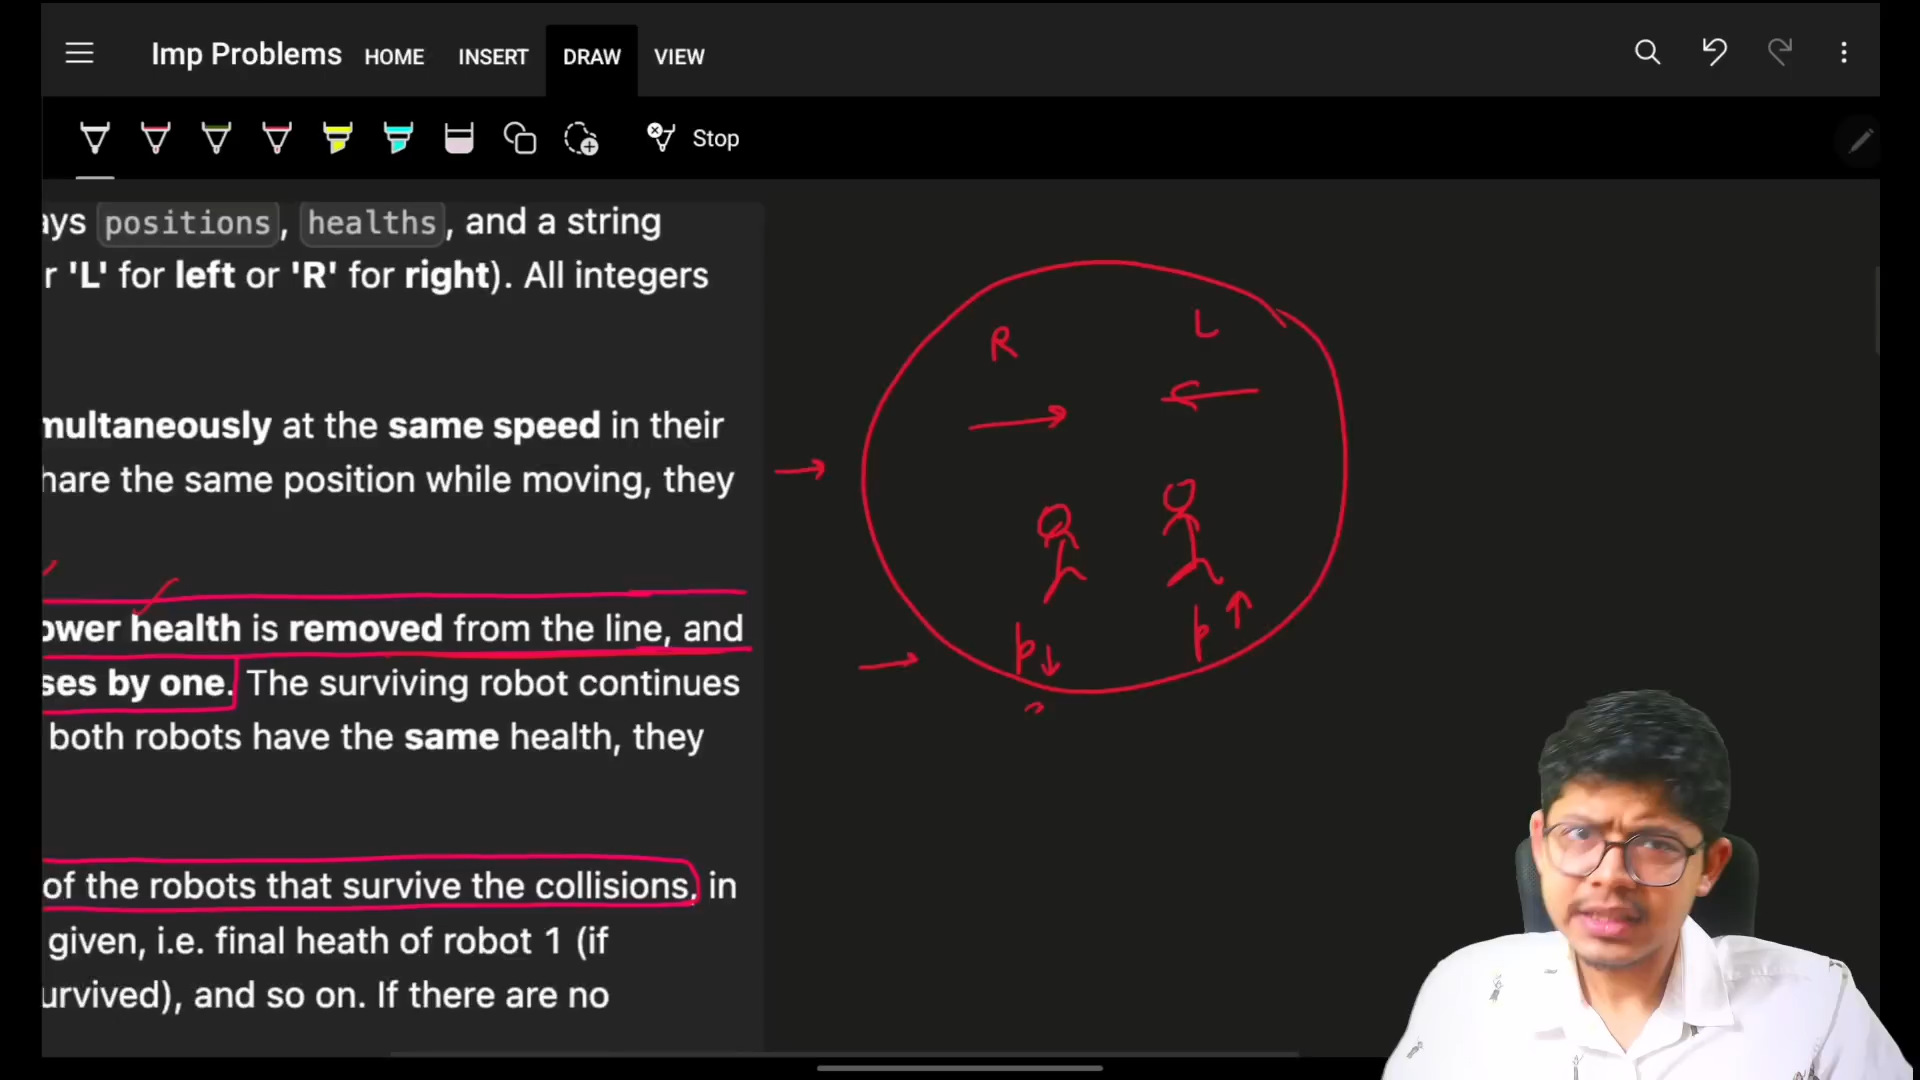 Imp Problems HOME INSERT DRAW VIEW
Stop
ays positions, healths, and a string
r 'L' for left or 'R' for right). All integers
multaneously at the same speed in their
hare the same position while moving, they
ower health is removed from the line, and
ses by one. The surviving robot continues
both robots have the same health, they
of the robots that survive the collisions, in
given, i.e. final heath of robot 1 (if
urvived), and so on. If there are no
R L
p↓ p↑